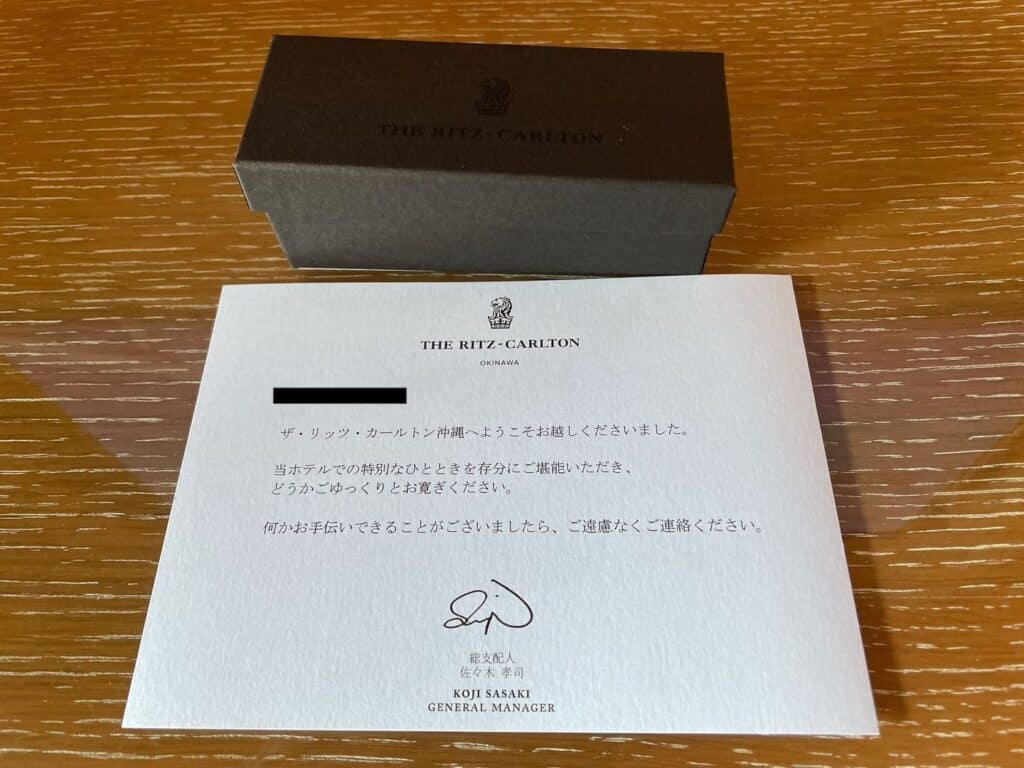 THE RITZ-CARLTON
THE RITZ-CARLTON
OKINAWA
ザ・リッツ・カールトン沖縄へようこそお越しくださいました。
当ホテルでの特別なひとときを存分にご堪能いただき、
どうかごゆっくりとお寛ぎください。
何かお手伝いできることがございましたら、ご遠慮なくご連絡ください。
総支配人
佐々木 孝司
KOJI SASAKI
GENERAL MANAGER